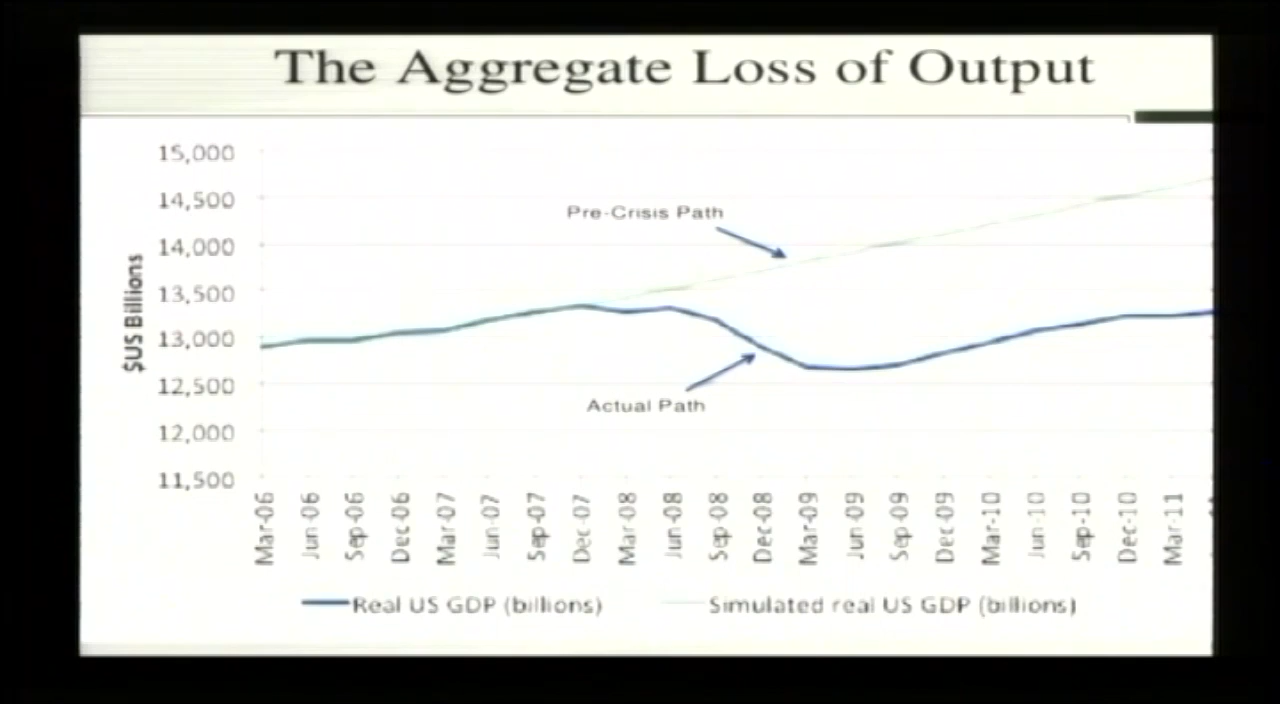 The Aggregate Loss of Output
15,000
14,500
14,000
13,500
13,000
12,500
12,000
11,500
$US Billions
Pre-Crisis Path
Actual Path
Mar-06
Jun-06
Sep-06
Dec-06
Mar-07
Jun-07
Sep-07
Dec-07
Mar-08
Jun-08
Sep-08
Dec-08
Mar-09
Jun-09
Sep-09
Dec-09
Mar-10
Jun-10
Sep-10
Dec-10
Mar-11
Real US GDP (billions)
Simulated real US GDP (billions)